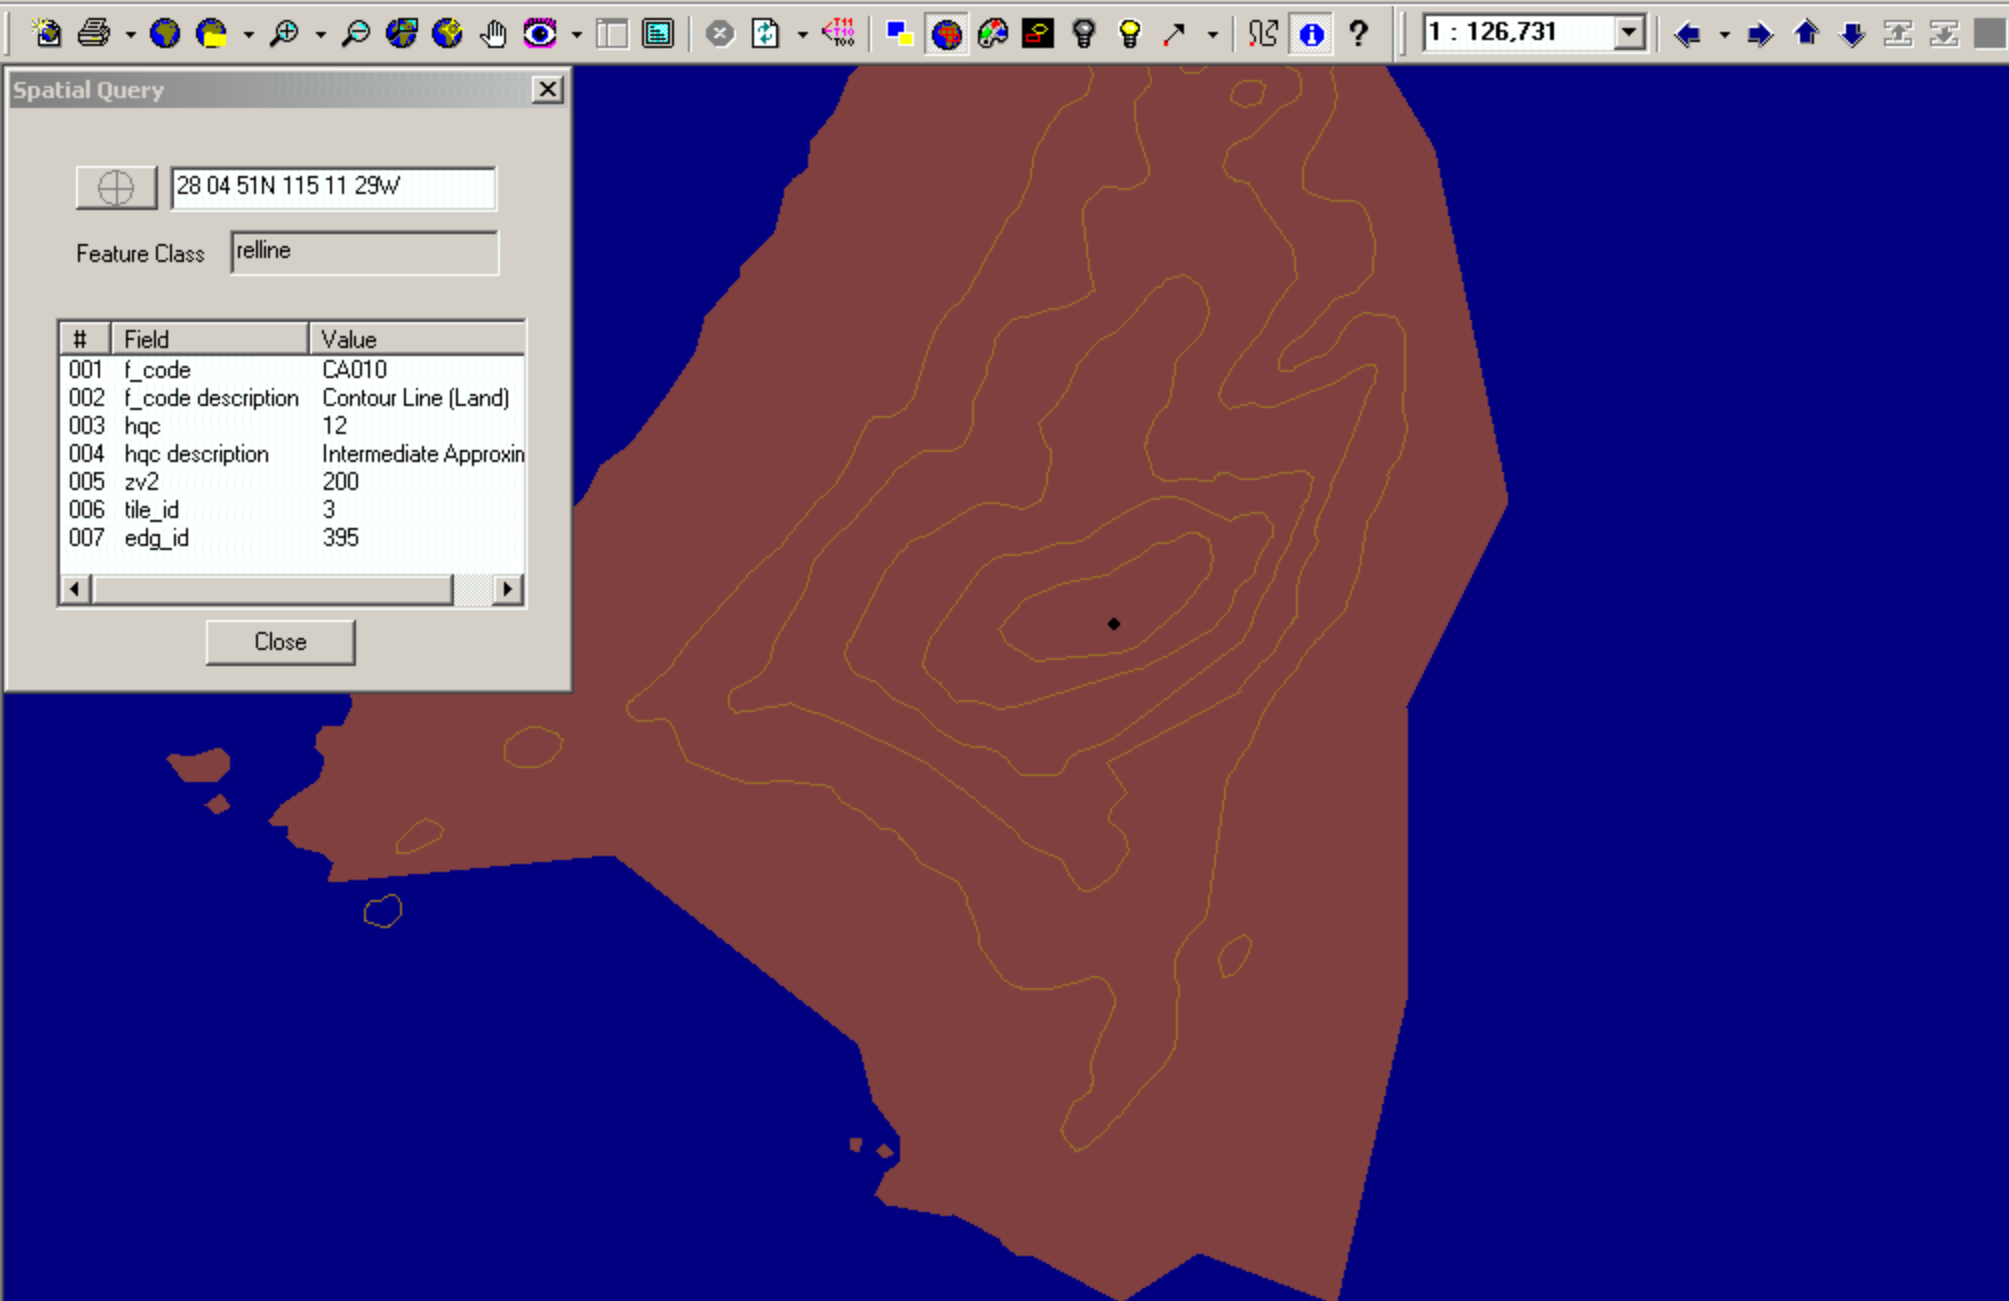 1 : 126,731
Spatial Query
28 04 51N 115 11 29W
Feature Class relline
# Field Value
001 f_code CA010
002 f_code description Contour Line (Land)
003 hqc 12
004 hqc description Intermediate Approxin
005 zv2 200
006 tile_id 3
007 edg_id 395
Close